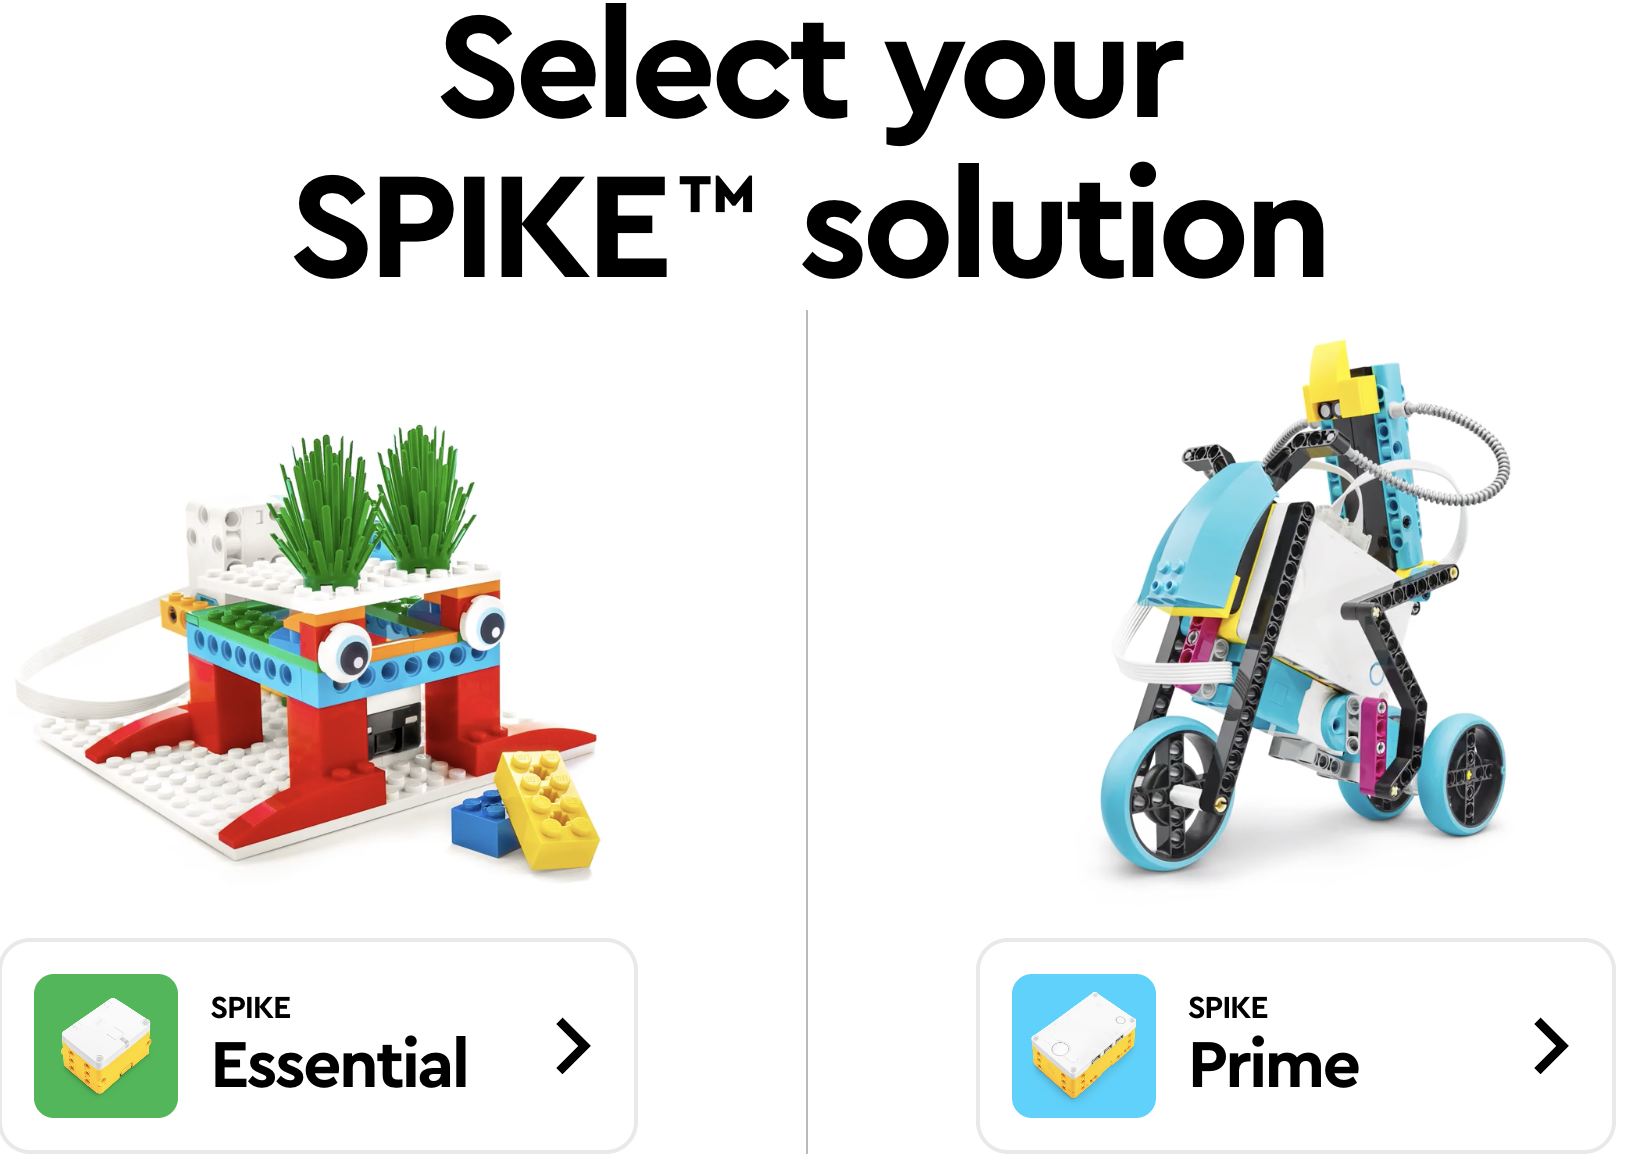 Select your
SPIKE™ solution
SPIKE
Essential
SPIKE
Prime